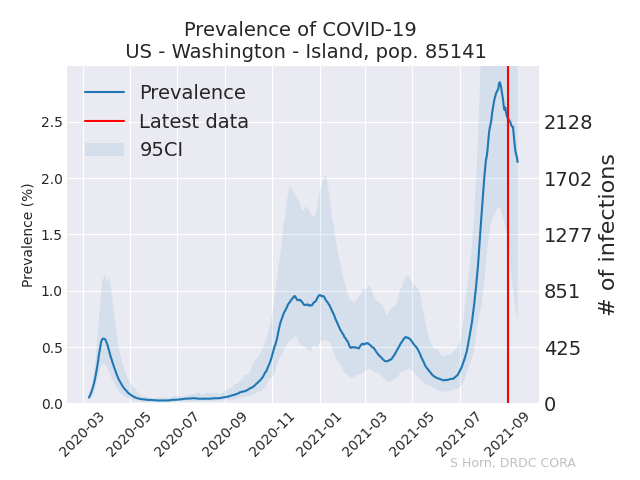 Prevalence of COVID-19
US - Washington - Island, pop. 85141
Prevalence
Latest data
95CI
Prevalence (%)
2.5
2.0
1.5
1.0
0.5
0.0
2128
1702
1277
851
425
0
# of infections
2020-03
2020-05
2020-07
2020-09
2020-11
2021-01
2021-03
2021-05
2021-07
2021-09
S Horn, DRDC CORA